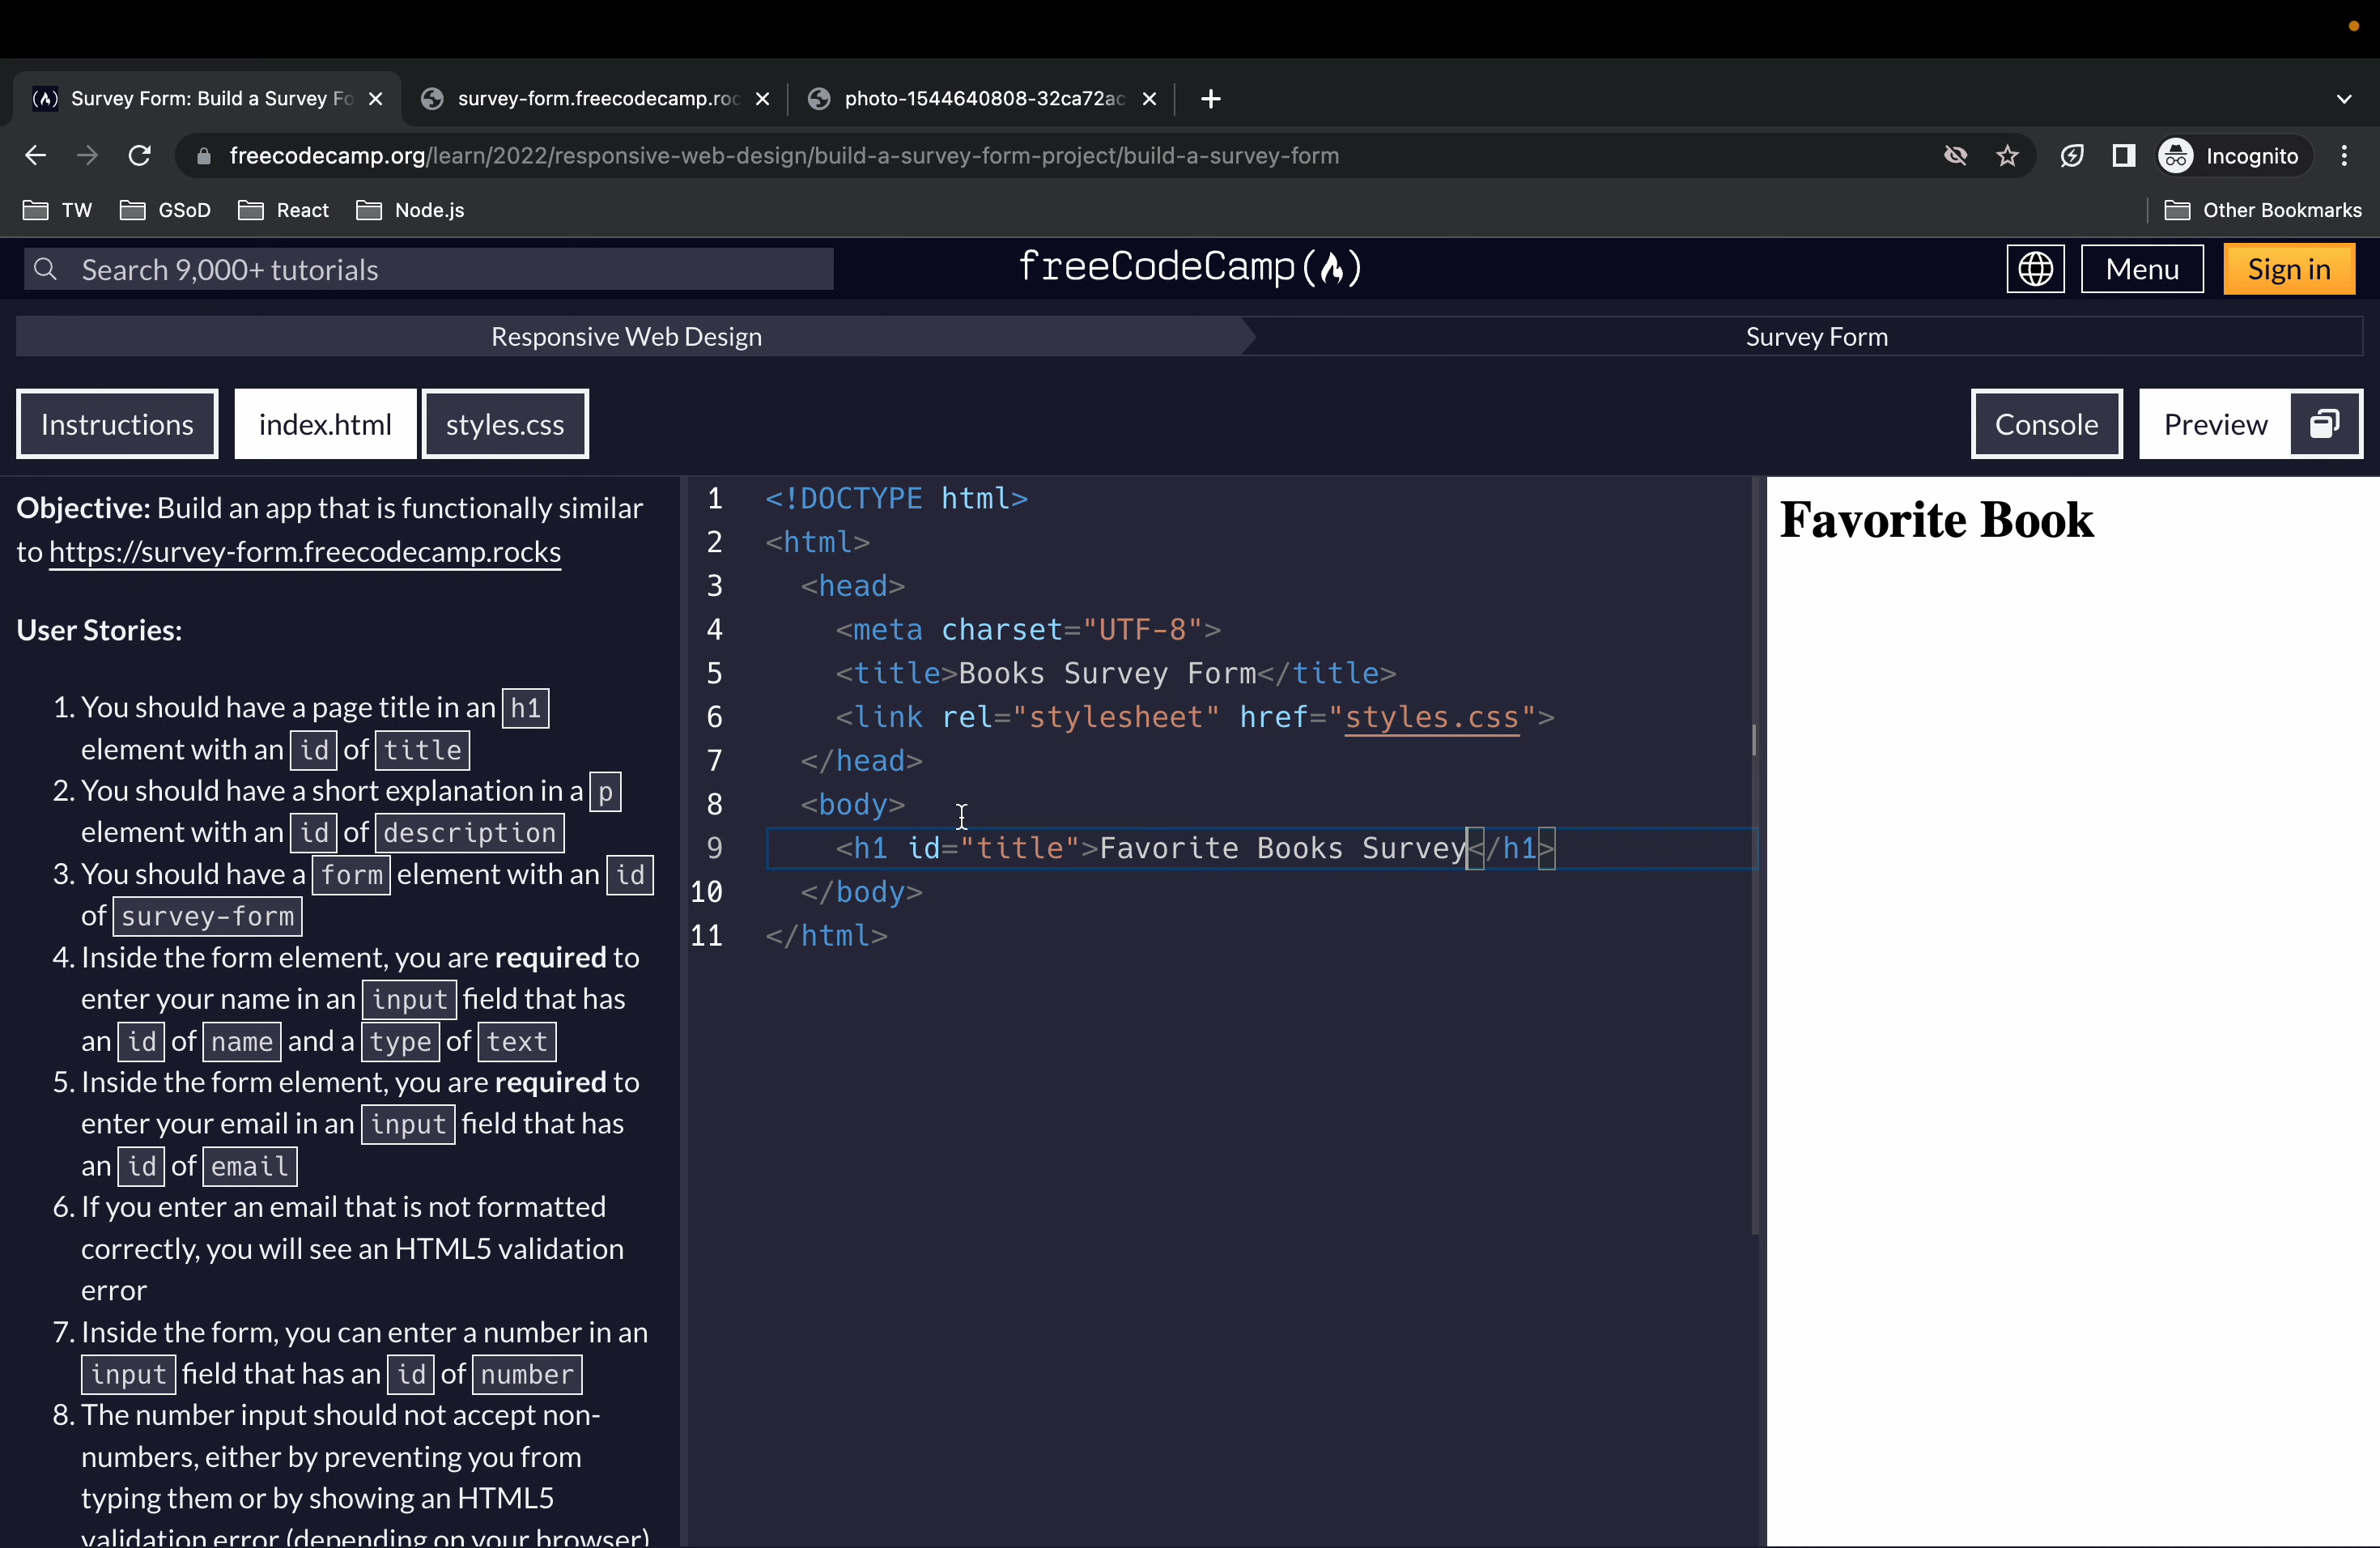 Survey Form: Build a Survey Fo
survey-form.freecodecamp.roc
photo-1544640808-32ca72ac
freecodecamp.org/learn/2022/responsive-web-design/build-a-survey-form-project/build-a-survey-form
Incognito
TW GSoD React Node.js Other Bookmarks
Search 9,000+ tutorials
freeCodeCamp
Menu
Sign in
Responsive Web Design
Survey Form
Instructions
index.html
styles.css
Console
Preview
Objective: Build an app that is functionally similar
to https://survey-form.freecodecamp.rocks
User Stories:
1. You should have a page title in an h1
element with an id of title
2. You should have a short explanation in a p
element with an id of description
3. You should have a form element with an id
of survey-form
4. Inside the form element, you are required to
enter your name in an input field that has
an id of name and a type of text
5. Inside the form element, you are required to
enter your email in an input field that has
an id of email
6. If you enter an email that is not formatted
correctly, you will see an HTML5 validation
error
7. Inside the form, you can enter a number in an
input field that has an id of number
8. The number input should not accept non-
numbers, either by preventing you from
typing them or by showing an HTML5
validation error (depending on your browser)
1 <!DOCTYPE html>
2 <html>
3 <head>
4 <meta charset="UTF-8">
5 <title>Books Survey Form</title>
6 <link rel="stylesheet" href="styles.css">
7 </head>
8 <body>
9 <h1 id="title">Favorite Books Survey</h1>
10 </body>
11 </html>
Favorite Book